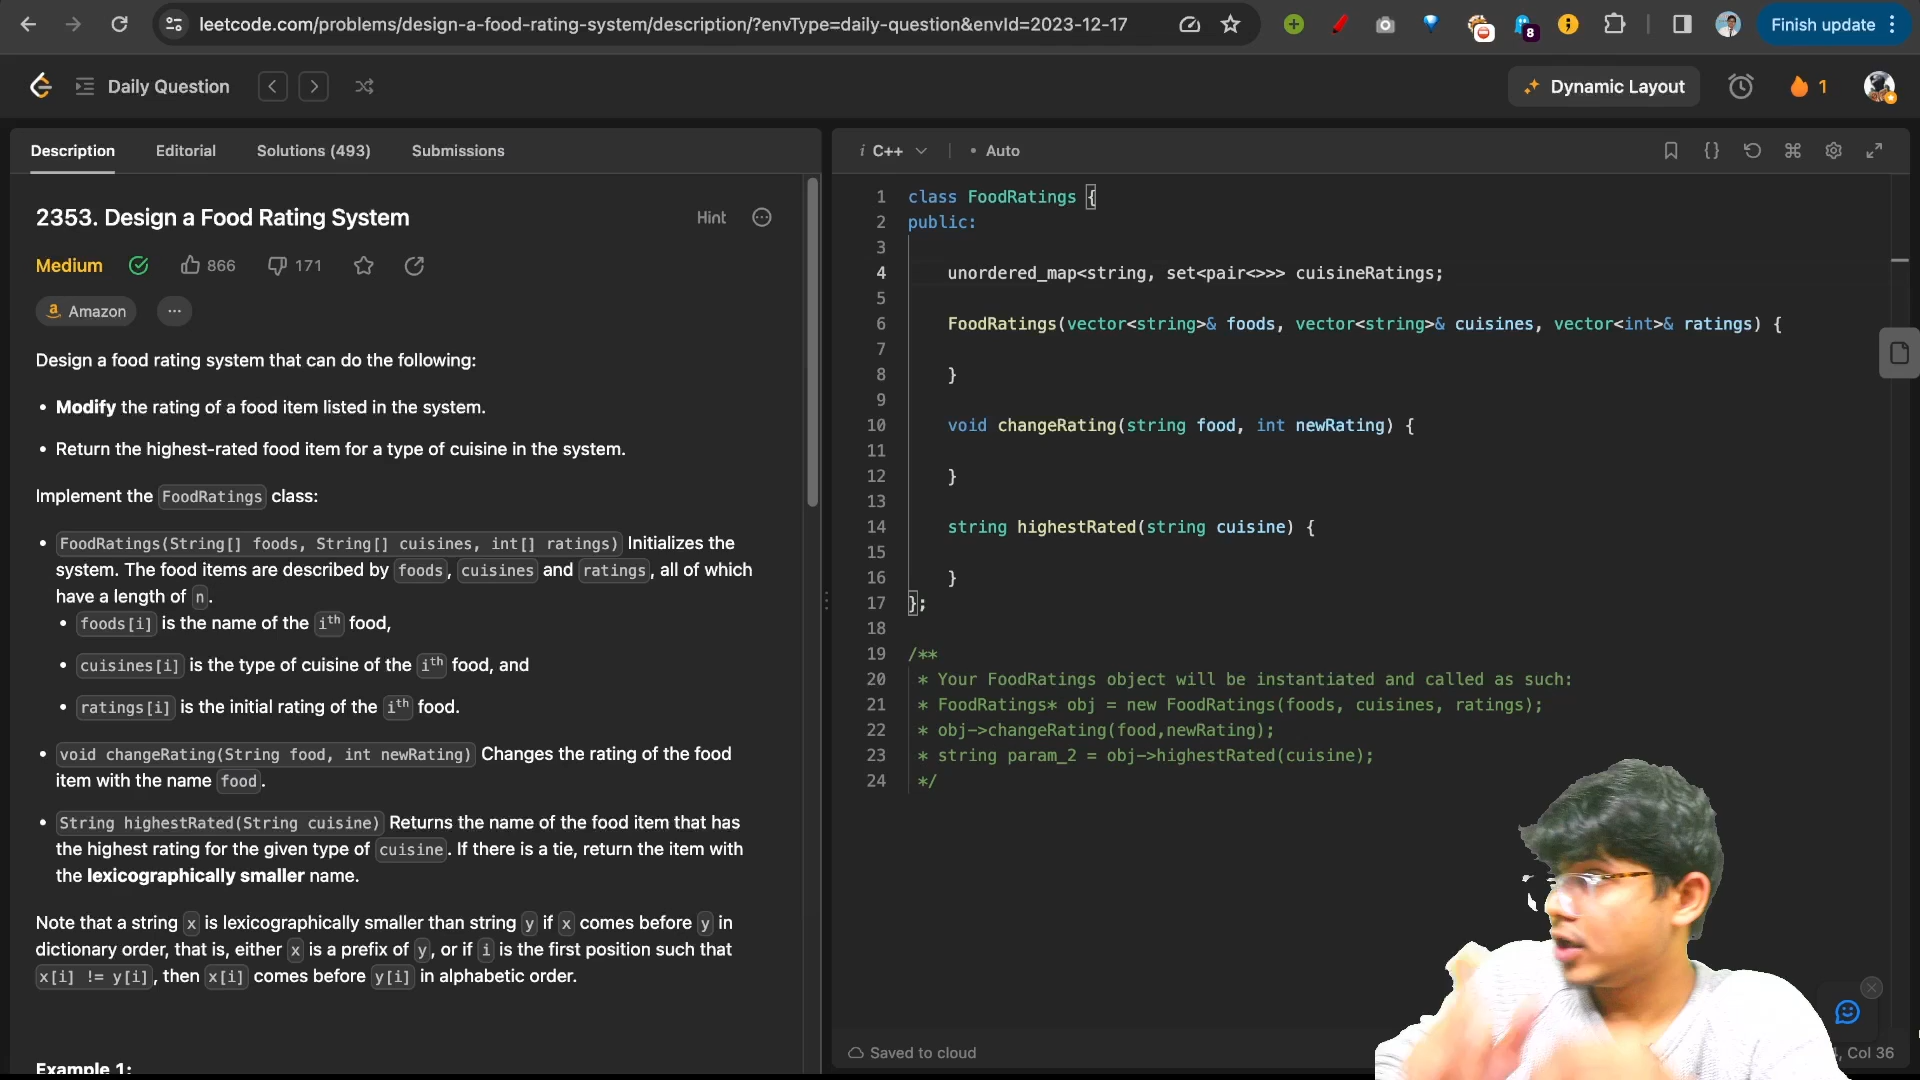 leetcode.com/problems/design-a-food-rating-system/description/?envType=daily-question&envId=2023-12-17
8
Finish update
Daily Question
Dynamic Layout
1
Description
Editorial
Solutions (493)
Submissions
2353. Design a Food Rating System
Hint
Medium
866
171
Amazon
Design a food rating system that can do the following:
• Modify the rating of a food item listed in the system.
• Return the highest-rated food item for a type of cuisine in the system.
Implement the FoodRatings class:
• FoodRatings(String[] foods, String[] cuisines, int[] ratings) Initializes the
system. The food items are described by foods, cuisines and ratings, all of which
have a length of n.
• foods[i] is the name of the ith food,
• cuisines[i] is the type of cuisine of the ith food, and
• ratings[i] is the initial rating of the ith food.
• void changeRating(String food, int newRating) Changes the rating of the food
item with the name food.
• String highestRated(String cuisine) Returns the name of the food item that has
the highest rating for the given type of cuisine. If there is a tie, return the item with
the lexicographically smaller name.
Note that a string x is lexicographically smaller than string y if x comes before y in
dictionary order, that is, either x is a prefix of y, or if i is the first position such that
x[i] != y[i], then x[i] comes before y[i] in alphabetic order.
Example 1:
i C++
• Auto
1 class FoodRatings {
2 public:
3
4 unordered_map<string, set<pair<>>> cuisineRatings;
5
6 FoodRatings(vector<string>& foods, vector<string>& cuisines, vector<int>& ratings) {
7
8 }
9
10 void changeRating(string food, int newRating) {
11
12 }
13
14 string highestRated(string cuisine) {
15
16 }
17 };
18
19 /**
20 * Your FoodRatings object will be instantiated and called as such:
21 * FoodRatings* obj = new FoodRatings(foods, cuisines, ratings);
22 * obj->changeRating(food,newRating);
23 * string param_2 = obj->highestRated(cuisine);
24 */
Saved to cloud
, Col 36